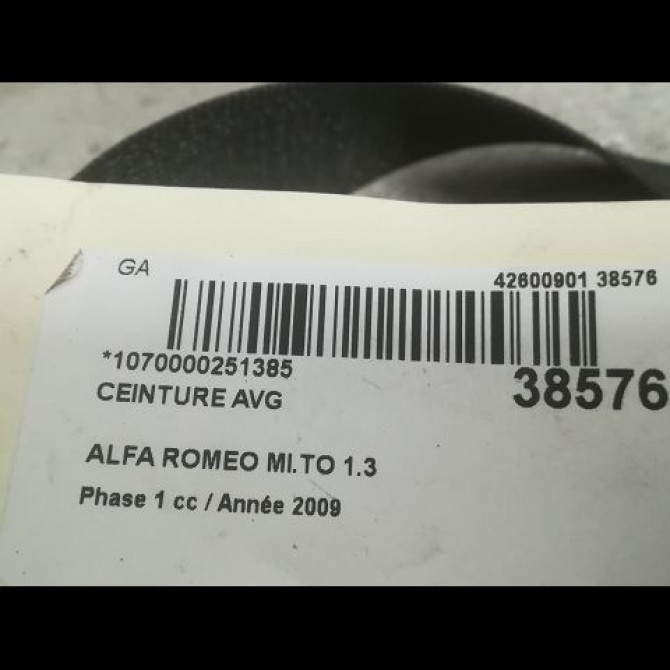 GA
42600901 38576
*1070000251385
38576
CEINTURE AVG
ALFA ROMEO MI.TO 1.3
Phase 1 cc / Année 2009